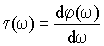 τ(ω) = dφ(ω)/dω